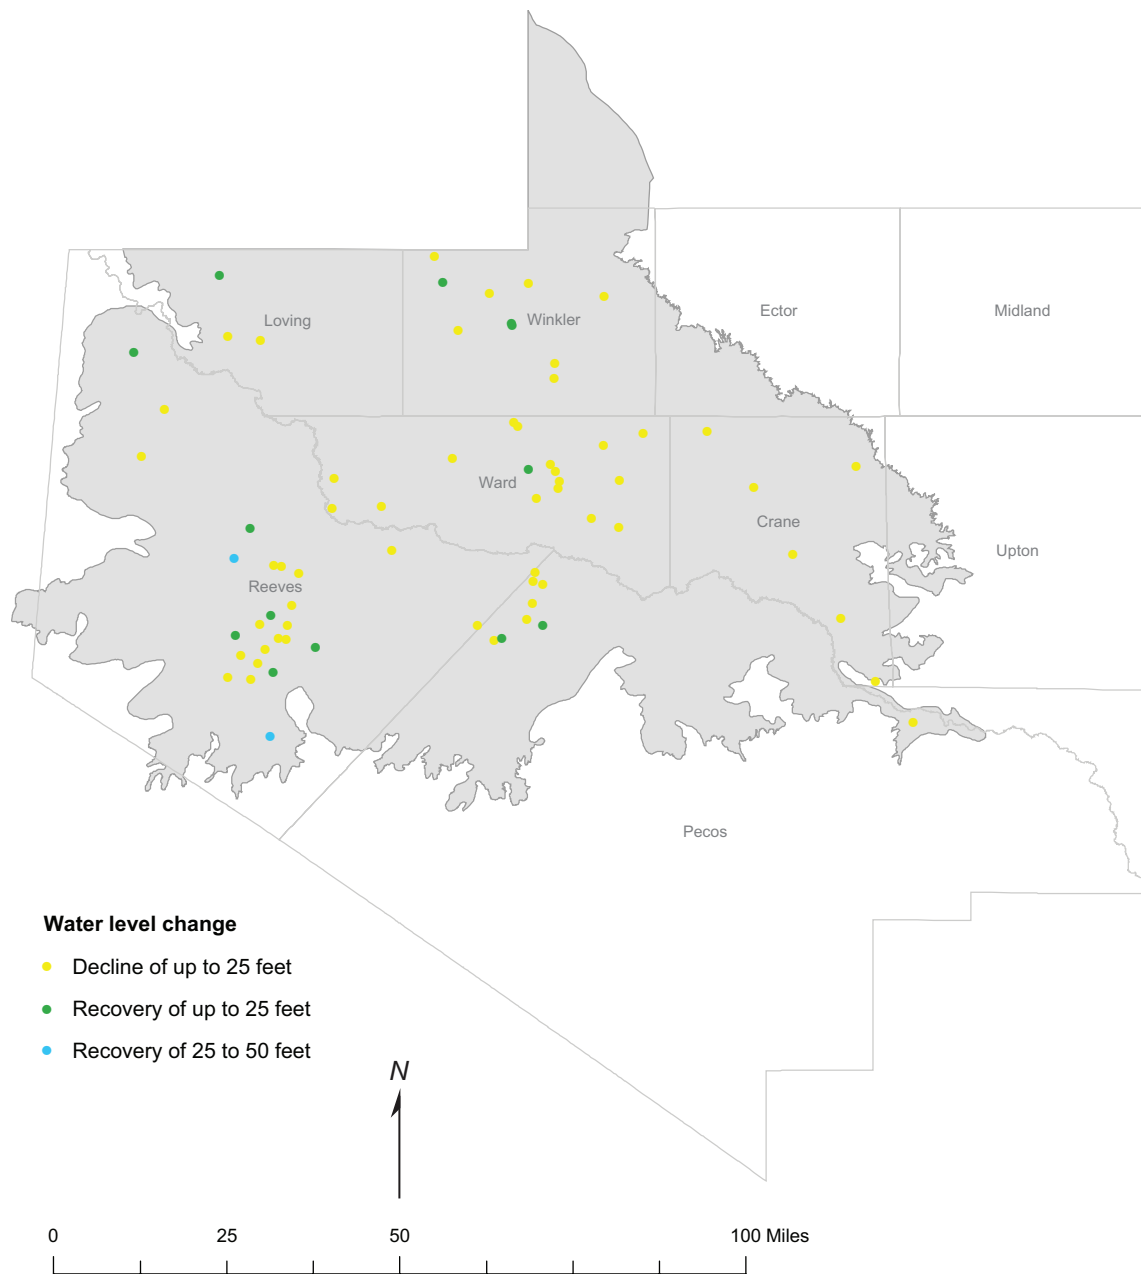 Loving
Winkler
Ector
Midland
Ward
Crane
Upton
Reeves
Pecos
Water level change
Decline of up to 25 feet
Recovery of up to 25 feet
Recovery of 25 to 50 feet
N
0 25 50 100 Miles